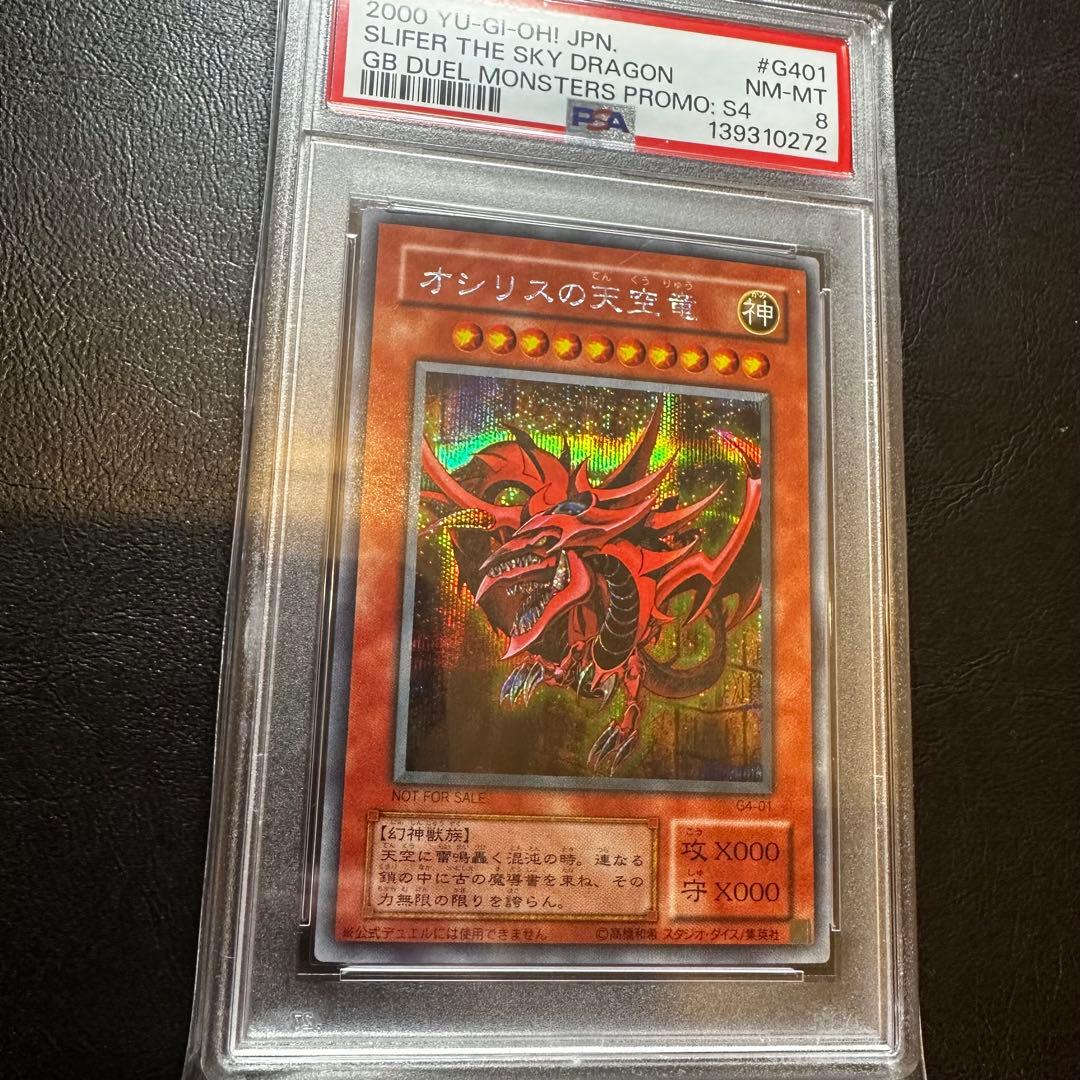 2000 YU-GI-OH! JPN. #G401
SLIFER THE SKY DRAGON NM-MT
GB DUEL MONSTERS PROMO: S4 8
PSA 139310272
オシリスの天空竜
てん くう りゅう
神
かみ
NOT FOR SALE
G4-01
【幻神獣族】
天空に雷鳴轟く混沌の時。連なる
鎖の中に古の魔導書を束ね、その
力無限の限りを誇らん。
こう
攻 X000
しゅ
守 X000
※公式デュエルには使用できません ©高橋和希 スタジオ・ダイス/集英社